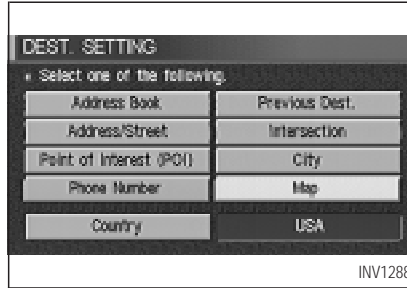 DEST. SETTING
Select one of the following.
Address Book
Previous Dest.
Address/Street
Intersection
Point of Interest (POI)
City
Phone Number
Map
Country
USA
INV1288